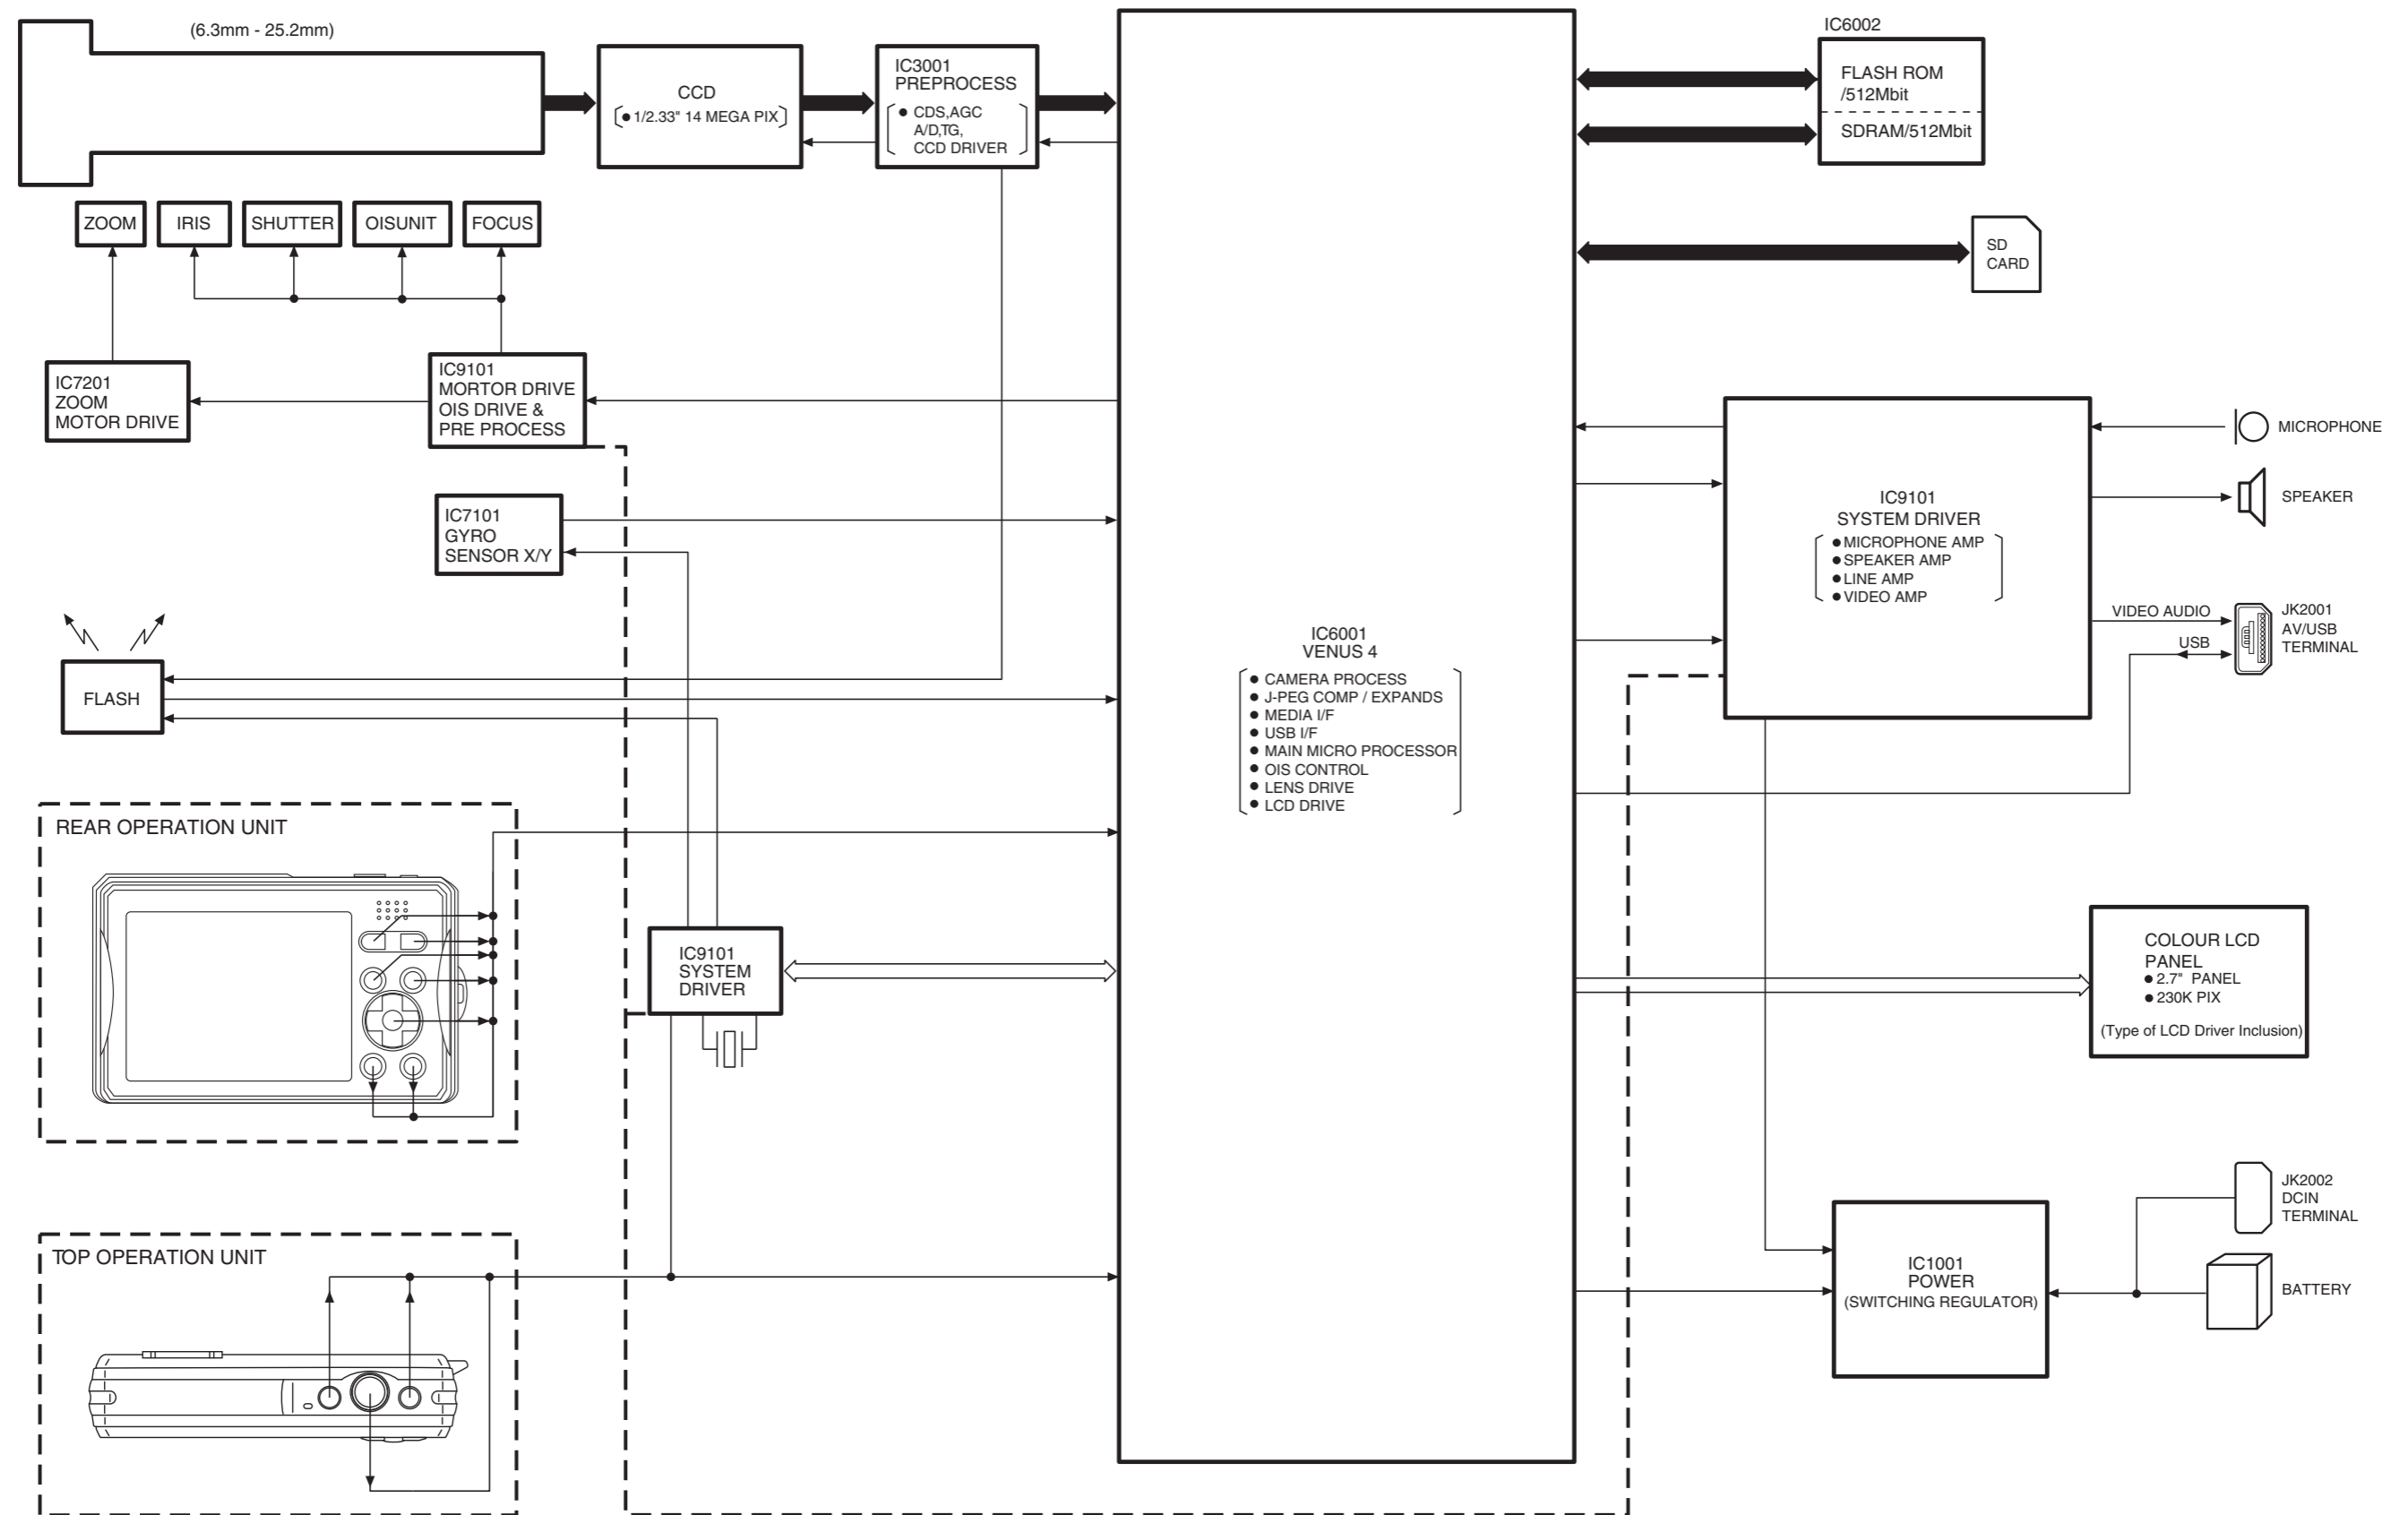 (6.3mm - 25.2mm)
CCD
● 1/2.33" 14 MEGA PIX
IC3001
PREPROCESS
● CDS,AGC
A/D,TG,
CCD DRIVER
IC6002
FLASH ROM
/512Mbit
SDRAM/512Mbit
SD
CARD
ZOOM
IRIS
SHUTTER
OISUNIT
FOCUS
IC7201
ZOOM
MOTOR DRIVE
IC9101
MORTOR DRIVE
OIS DRIVE &
PRE PROCESS
IC7101
GYRO
SENSOR X/Y
FLASH
IC6001
VENUS 4
● CAMERA PROCESS
● J-PEG COMP / EXPANDS
● MEDIA I/F
● USB I/F
● MAIN MICRO PROCESSOR
● OIS CONTROL
● LENS DRIVE
● LCD DRIVE
IC9101
SYSTEM DRIVER
● MICROPHONE AMP
● SPEAKER AMP
● LINE AMP
● VIDEO AMP
MICROPHONE
SPEAKER
VIDEO AUDIO
USB
JK2001
AV/USB
TERMINAL
REAR OPERATION UNIT
IC9101
SYSTEM
DRIVER
COLOUR LCD
PANEL
● 2.7" PANEL
● 230K PIX
(Type of LCD Driver Inclusion)
TOP OPERATION UNIT
IC1001
POWER
(SWITCHING REGULATOR)
JK2002
DCIN
TERMINAL
BATTERY